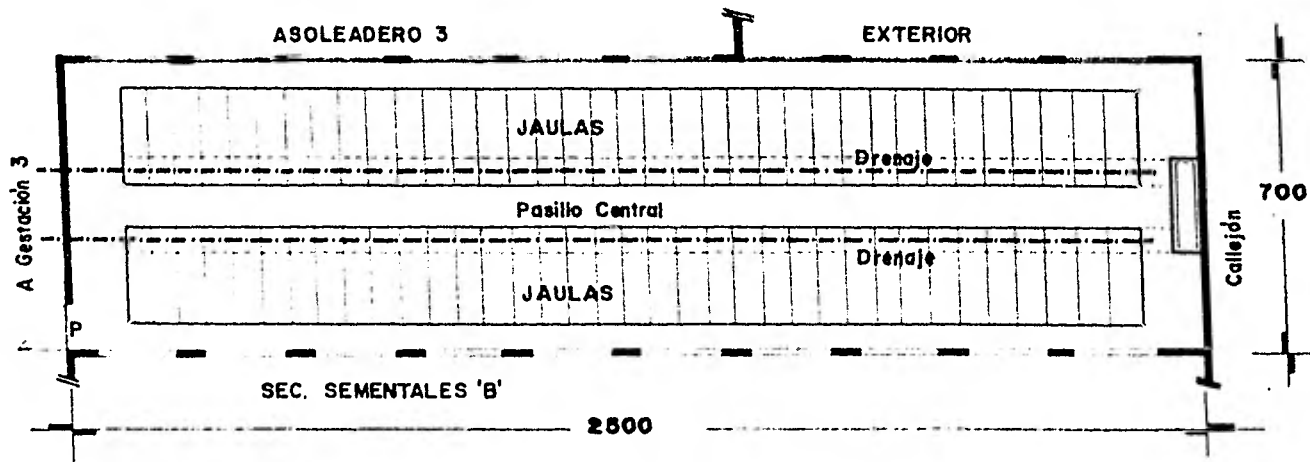 ASOLEADERO 3
EXTERIOR
JAULAS
Drenaje
Pasillo Central
Drenaje
JAULAS
A Gestación 3
P
Callejón
700
SEC. SEMENTALES 'B'
2500